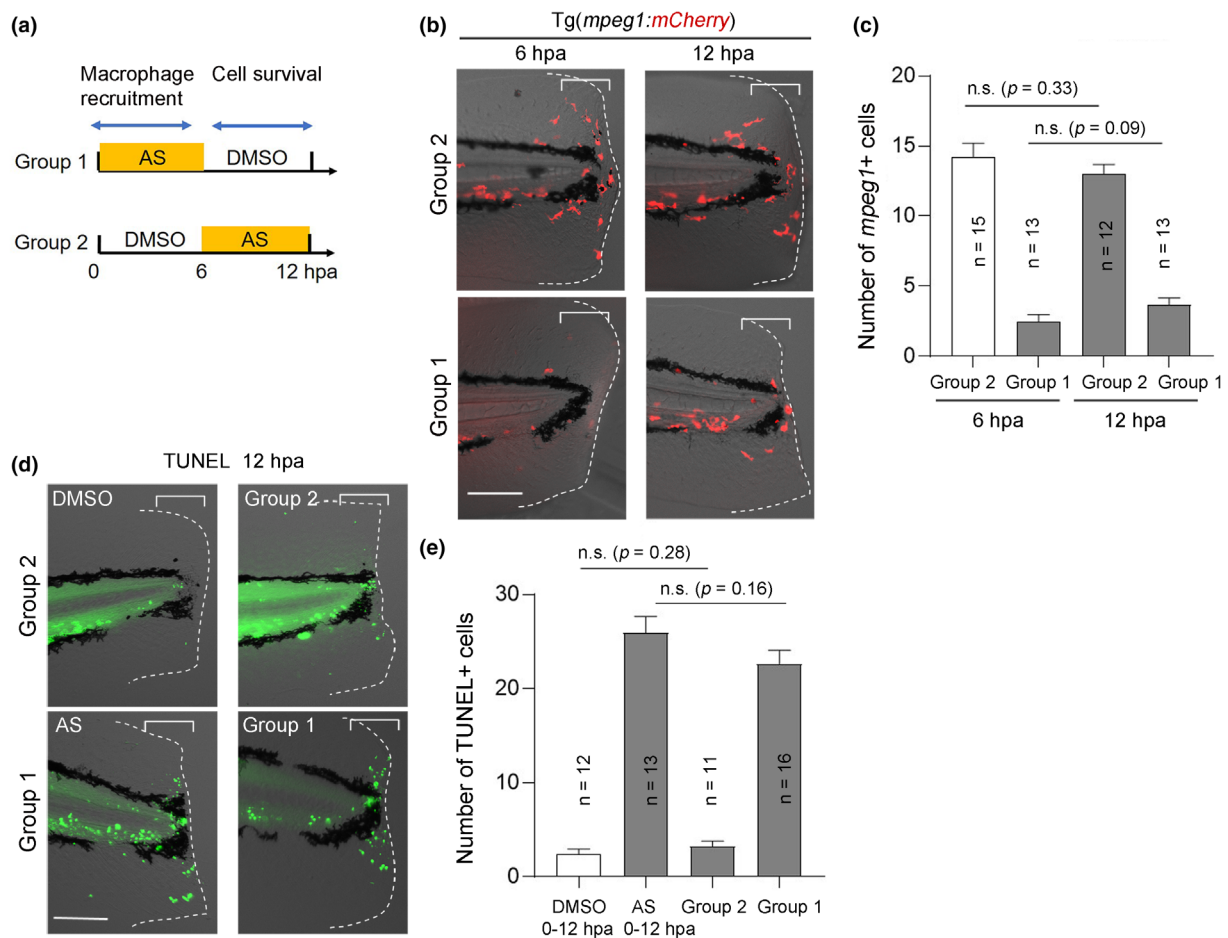 (a)
Macrophage
recruitment
Cell survival
Group 1
AS
DMSO
Group 2
DMSO
AS
0
6
12 hpa
(b)
Tg(mpeg1:mCherry)
6 hpa
12 hpa
Group 2
Group 1
(c)
Number of mpeg1+ cells
20
15
10
5
0
n.s. (p = 0.33)
n.s. (p = 0.09)
n = 15
n = 13
n = 12
n = 13
Group 2
Group 1
Group 2
Group 1
6 hpa
12 hpa
(d)
TUNEL 12 hpa
Group 2
DMSO
Group 2
Group 1
AS
Group 1
(e)
Number of TUNEL+ cells
30
20
10
0
n.s. (p = 0.28)
n.s. (p = 0.16)
n = 12
n = 13
n = 11
n = 16
DMSO
0-12 hpa
AS
0-12 hpa
Group 2
Group 1